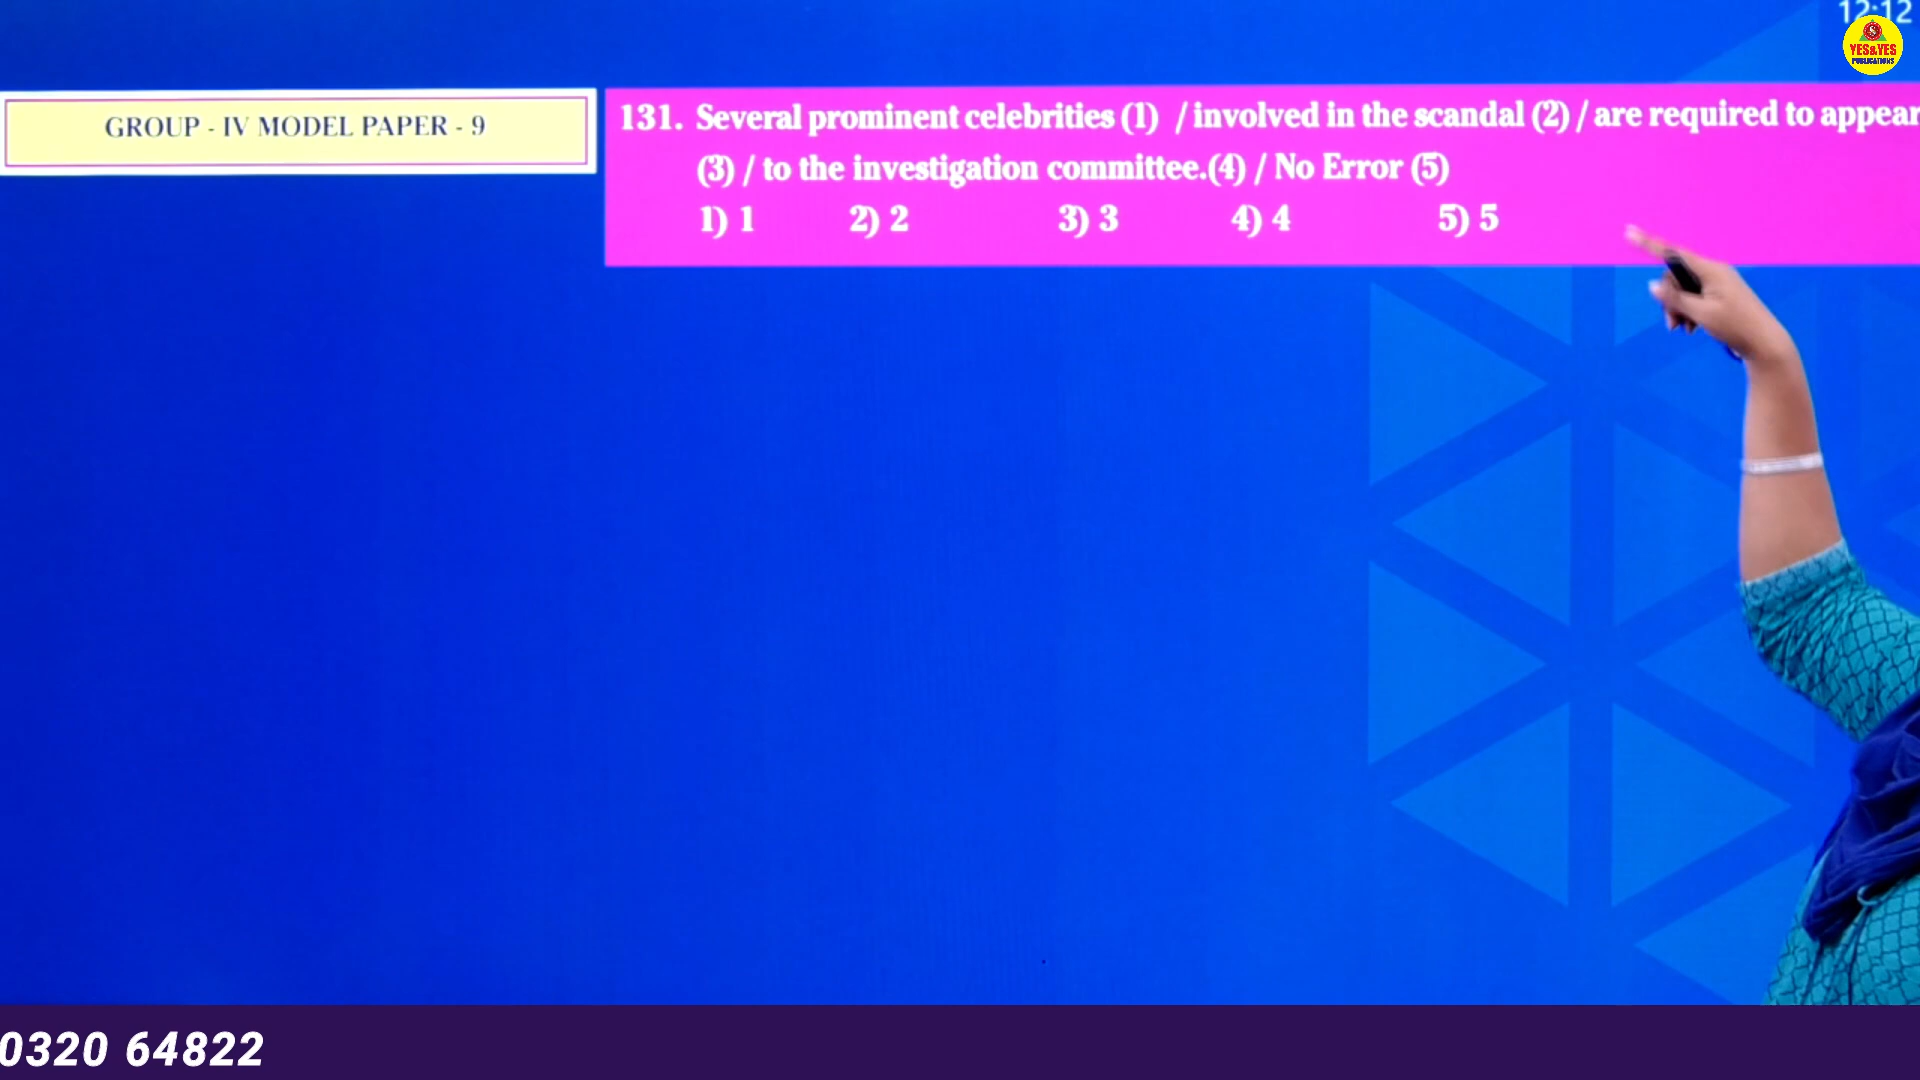 12:12
YES&YES
PUBLICATIONS
GROUP - IV MODEL PAPER - 9
131. Several prominent celebrities (1) / involved in the scandal (2) / are required to appear
(3) / to the investigation committee.(4) / No Error (5)
1) 1 2) 2 3) 3 4) 4 5) 5
0320 64822